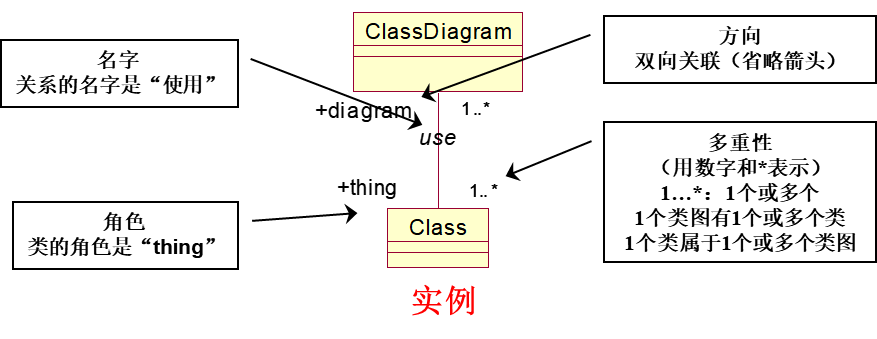 ClassDiagram
名字
关系的名字是“使用”
方向
双向关联（省略箭头）
+diagram
1..*
use
多重性
（用数字和*表示）
1…*：1个或多个
1个类图有1个或多个类
1个类属于1个或多个类图
+thing
1..*
角色
类的角色是“thing”
Class
实例